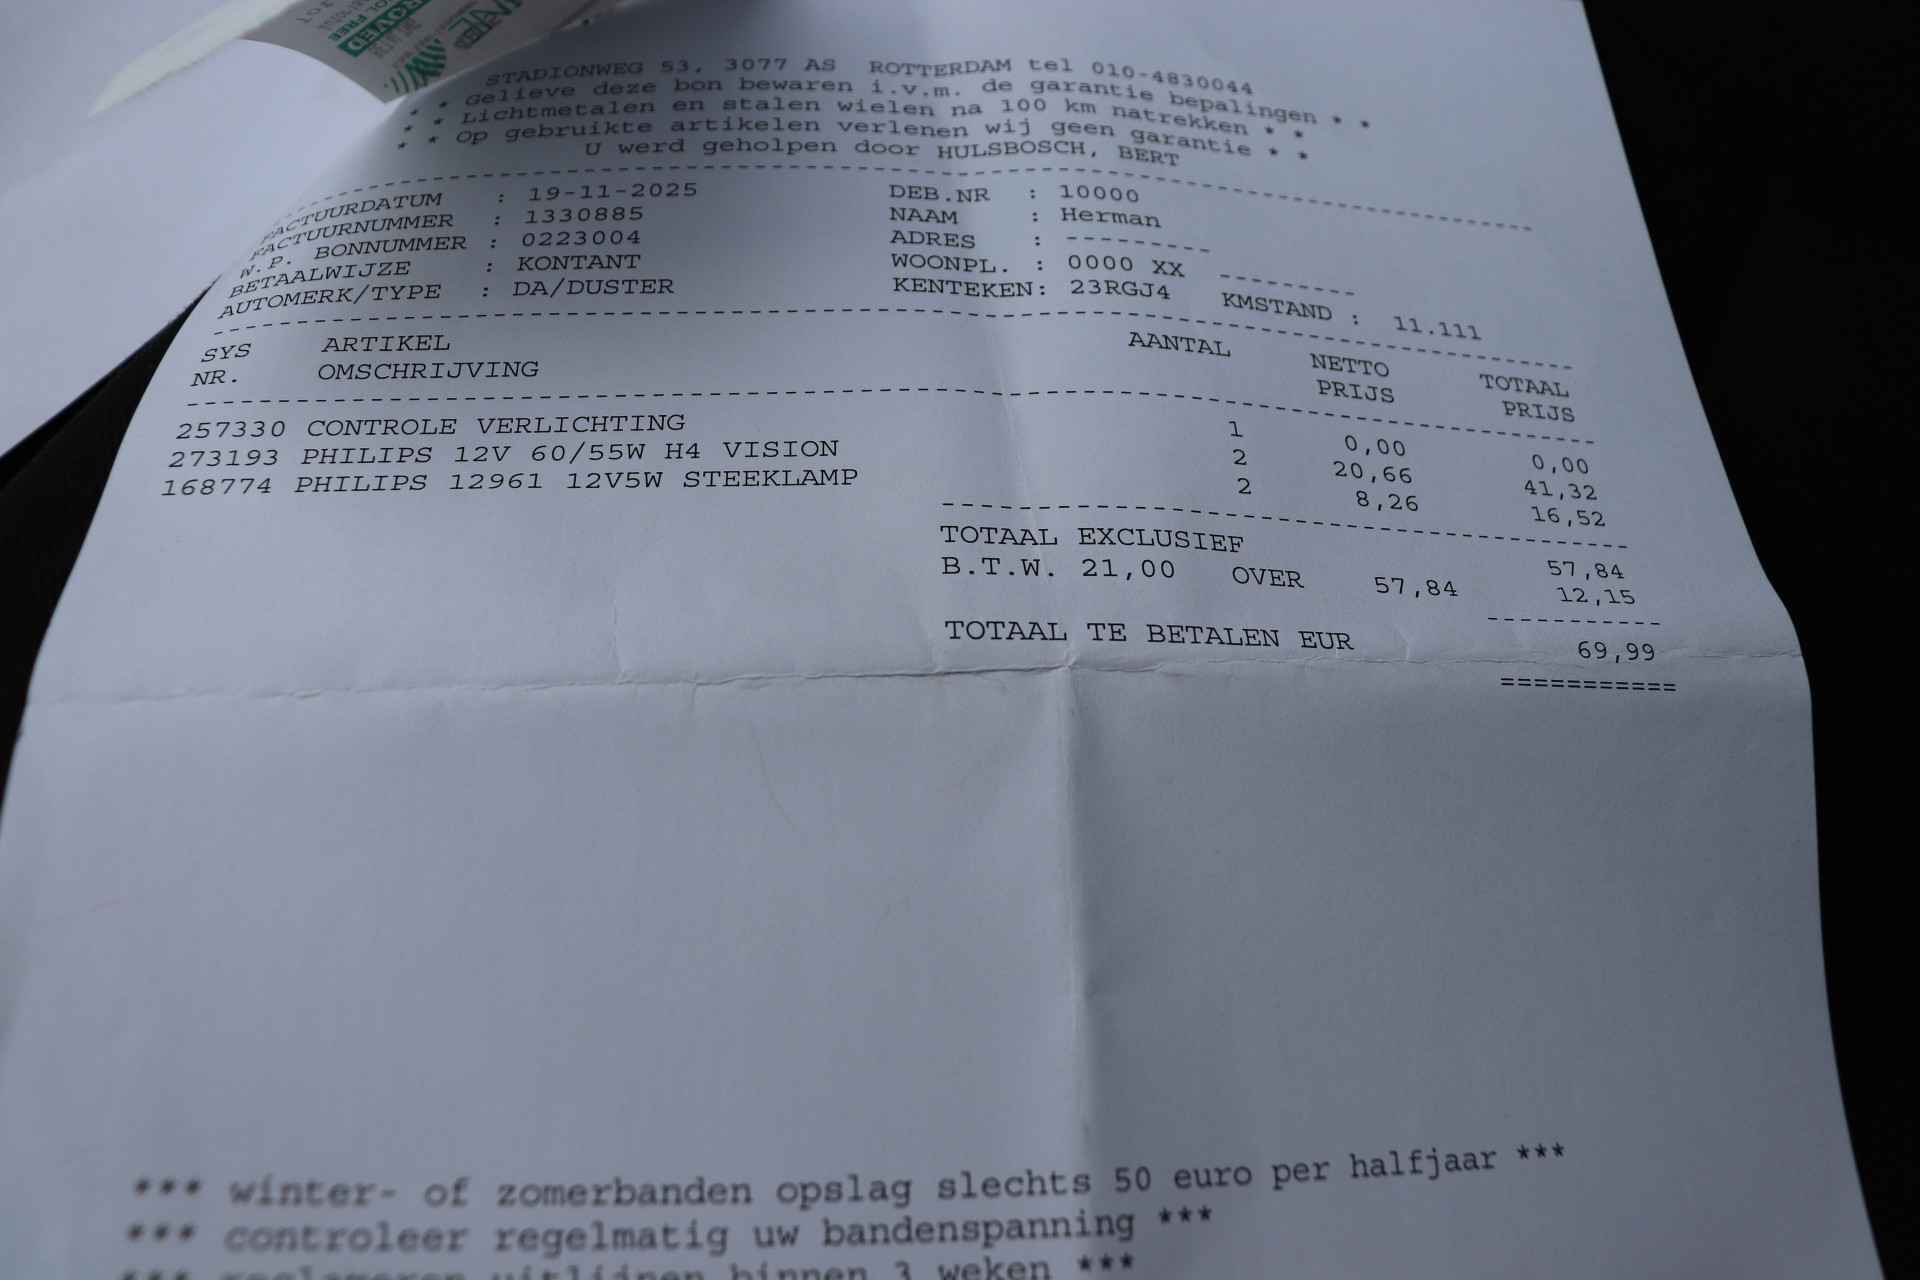 APPROVED
STADIONWEG 53, 3077 AS ROTTERDAM tel 010-4830044
* * Gelieve deze bon bewaren i.v.m. de garantie bepalingen * *
* * Lichtmetalen en stalen wielen na 100 km natrekken * *
* * Op gebruikte artikelen verlenen wij geen garantie * *
U werd geholpen door HULSBOSCH, BERT
FACTUURDATUM : 19-11-2025 DEB.NR : 10000
FACTUURNUMMER : 1330885 NAAM : Herman
W.P. BONNUMMER : 0223004 ADRES : ---------
BETAALWIJZE : KONTANT WOONPL. : 0000 XX --------
AUTOMERK/TYPE : DA/DUSTER KENTEKEN: 23RGJ4 KMSTAND : 11.111
SYS ARTIKEL AANTAL NETTO TOTAAL
NR. OMSCHRIJVING PRIJS PRIJS
257330 CONTROLE VERLICHTING 1 0,00 0,00
273193 PHILIPS 12V 60/55W H4 VISION 2 20,66 41,32
168774 PHILIPS 12961 12V5W STEEKLAMP 2 8,26 16,52
TOTAAL EXCLUSIEF 57,84
B.T.W. 21,00 OVER 57,84 12,15
TOTAAL TE BETALEN EUR 69,99
===========
*** winter- of zomerbanden opslag slechts 50 euro per halfjaar ***
*** controleer regelmatig uw bandenspanning ***
*** reclameren uitlijnen binnen 3 weken ***